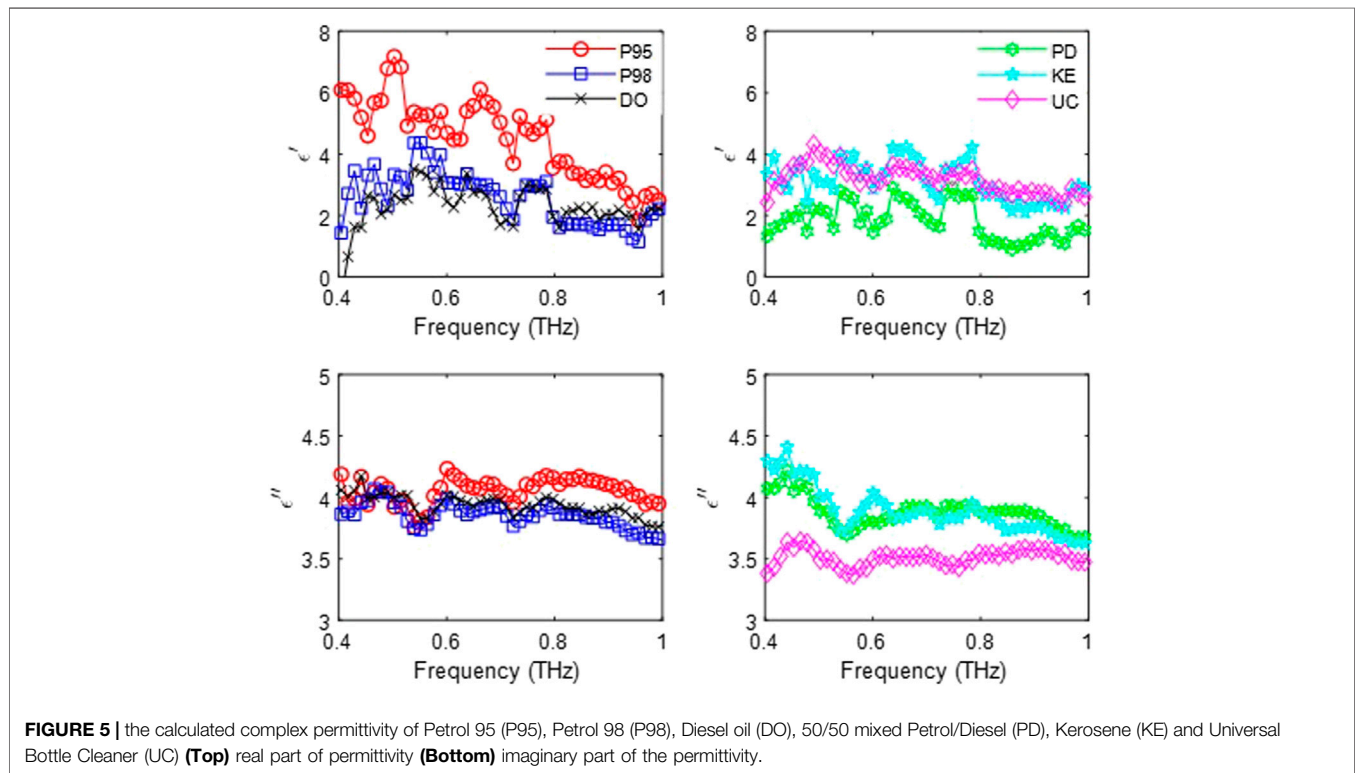 8
6
4
2
0
ϵ′
P95
P98
DO
0.4 0.6 0.8 1
Frequency (THz)
8
6
4
2
0
ϵ′
PD
KE
UC
0.4 0.6 0.8 1
Frequency (THz)
5
4.5
4
3.5
3
ϵ″
0.4 0.6 0.8 1
Frequency (THz)
5
4.5
4
3.5
3
ϵ″
0.4 0.6 0.8 1
Frequency (THz)
FIGURE 5 | the calculated complex permittivity of Petrol 95 (P95), Petrol 98 (P98), Diesel oil (DO), 50/50 mixed Petrol/Diesel (PD), Kerosene (KE) and Universal
Bottle Cleaner (UC) (Top) real part of permittivity (Bottom) imaginary part of the permittivity.